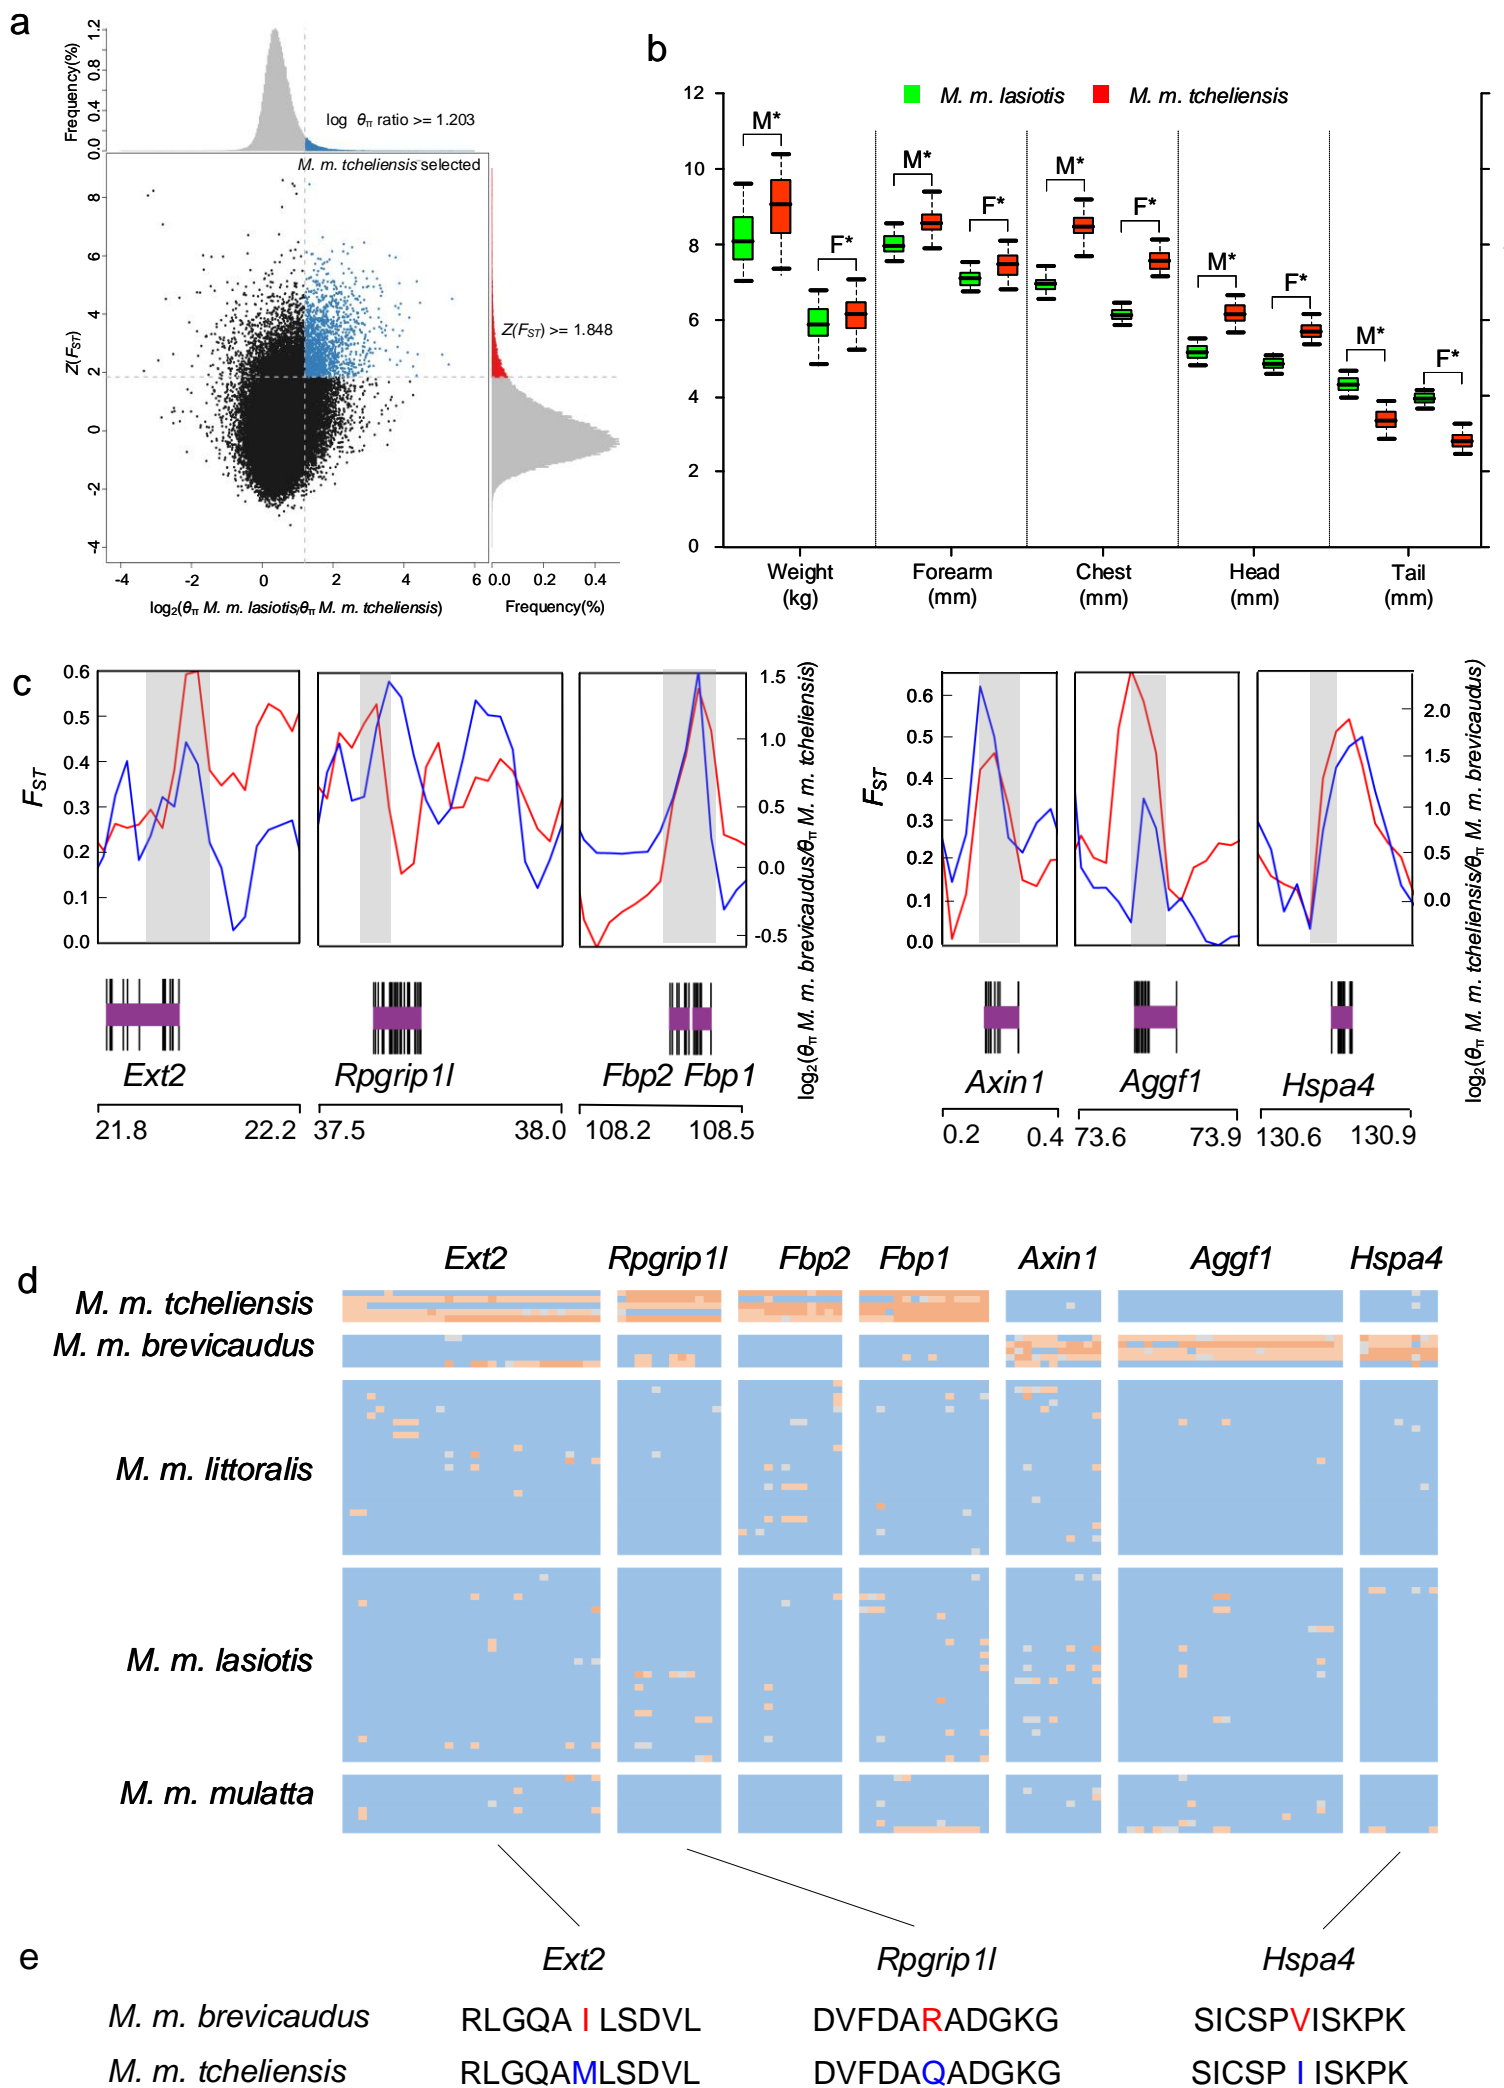 a
Frequency(%)
0.0 0.4 0.8 1.2
log θπ ratio >= 1.203
M. m. tcheliensis selected
Z(FST)
8
6
4
2
0
-2
-4
Z(FST) >= 1.848
-4 -2 0 2 4 6
0.0 0.2 0.4
log2(θπ M. m. lasiotis/θπ M. m. tcheliensis)
Frequency(%)
b
M. m. lasiotis M. m. tcheliensis
12
10
8
6
4
2
0
M* F* M* F* M* F* M* F* M* F*
Weight Forearm Chest Head Tail
(kg) (mm) (mm) (mm) (mm)
c
FST
0.6
0.5
0.4
0.3
0.2
0.1
0.0
1.5
1.0
0.5
0.0
-0.5
log2(θπ M. m. brevicaudus/θπ M. m. tcheliensis)
Ext2 Rpgrip1l Fbp2 Fbp1
21.8 22.2 37.5 38.0 108.2 108.5
FST
0.6
0.5
0.4
0.3
0.2
0.1
0.0
2.0
1.5
1.0
0.5
0.0
log2(θπ M. m. tcheliensis/θπ M. m. brevicaudus)
Axin1 Aggf1 Hspa4
0.2 0.4 73.6 73.9 130.6 130.9
d
Ext2 Rpgrip1l Fbp2 Fbp1 Axin1 Aggf1 Hspa4
M. m. tcheliensis
M. m. brevicaudus
M. m. littoralis
M. m. lasiotis
M. m. mulatta
e
Ext2 Rpgrip1l Hspa4
M. m. brevicaudus RLGQA I LSDVL DVFDARADGKG SICSPVISKPK
M. m. tcheliensis RLGQAMLSDVL DVFDAQADGKG SICSP I ISKPK